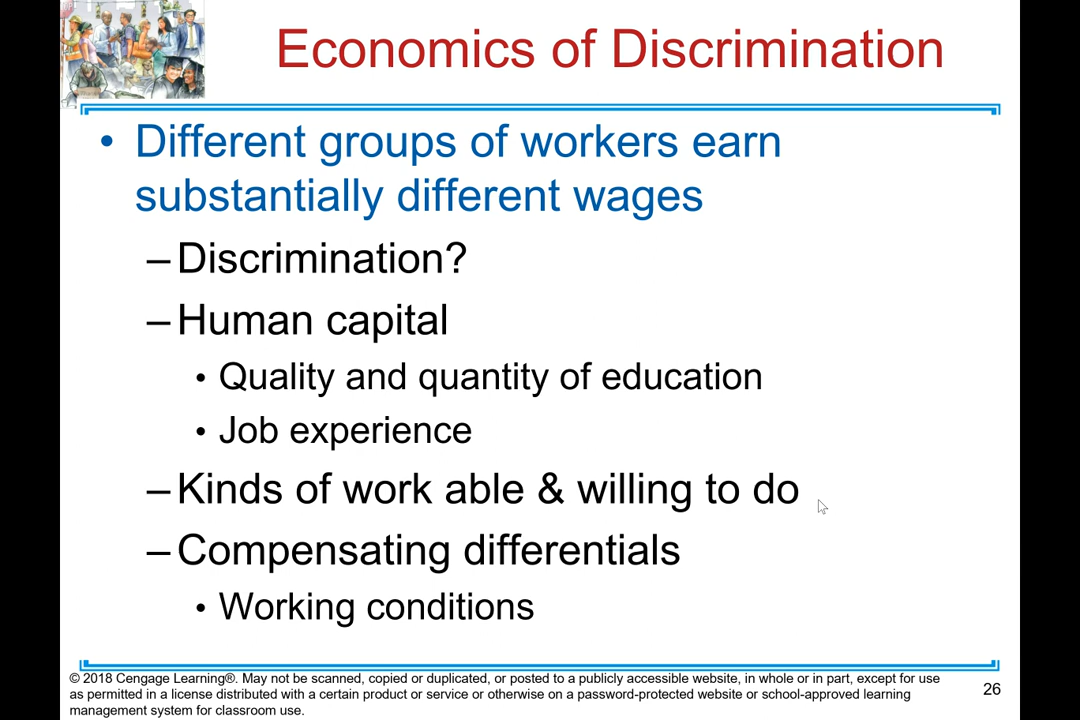 Economics of Discrimination
• Different groups of workers earn
substantially different wages
–Discrimination?
–Human capital
• Quality and quantity of education
• Job experience
–Kinds of work able & willing to do
–Compensating differentials
• Working conditions
© 2018 Cengage Learning®. May not be scanned, copied or duplicated, or posted to a publicly accessible website, in whole or in part, except for use
as permitted in a license distributed with a certain product or service or otherwise on a password-protected website or school-approved learning
management system for classroom use.
26